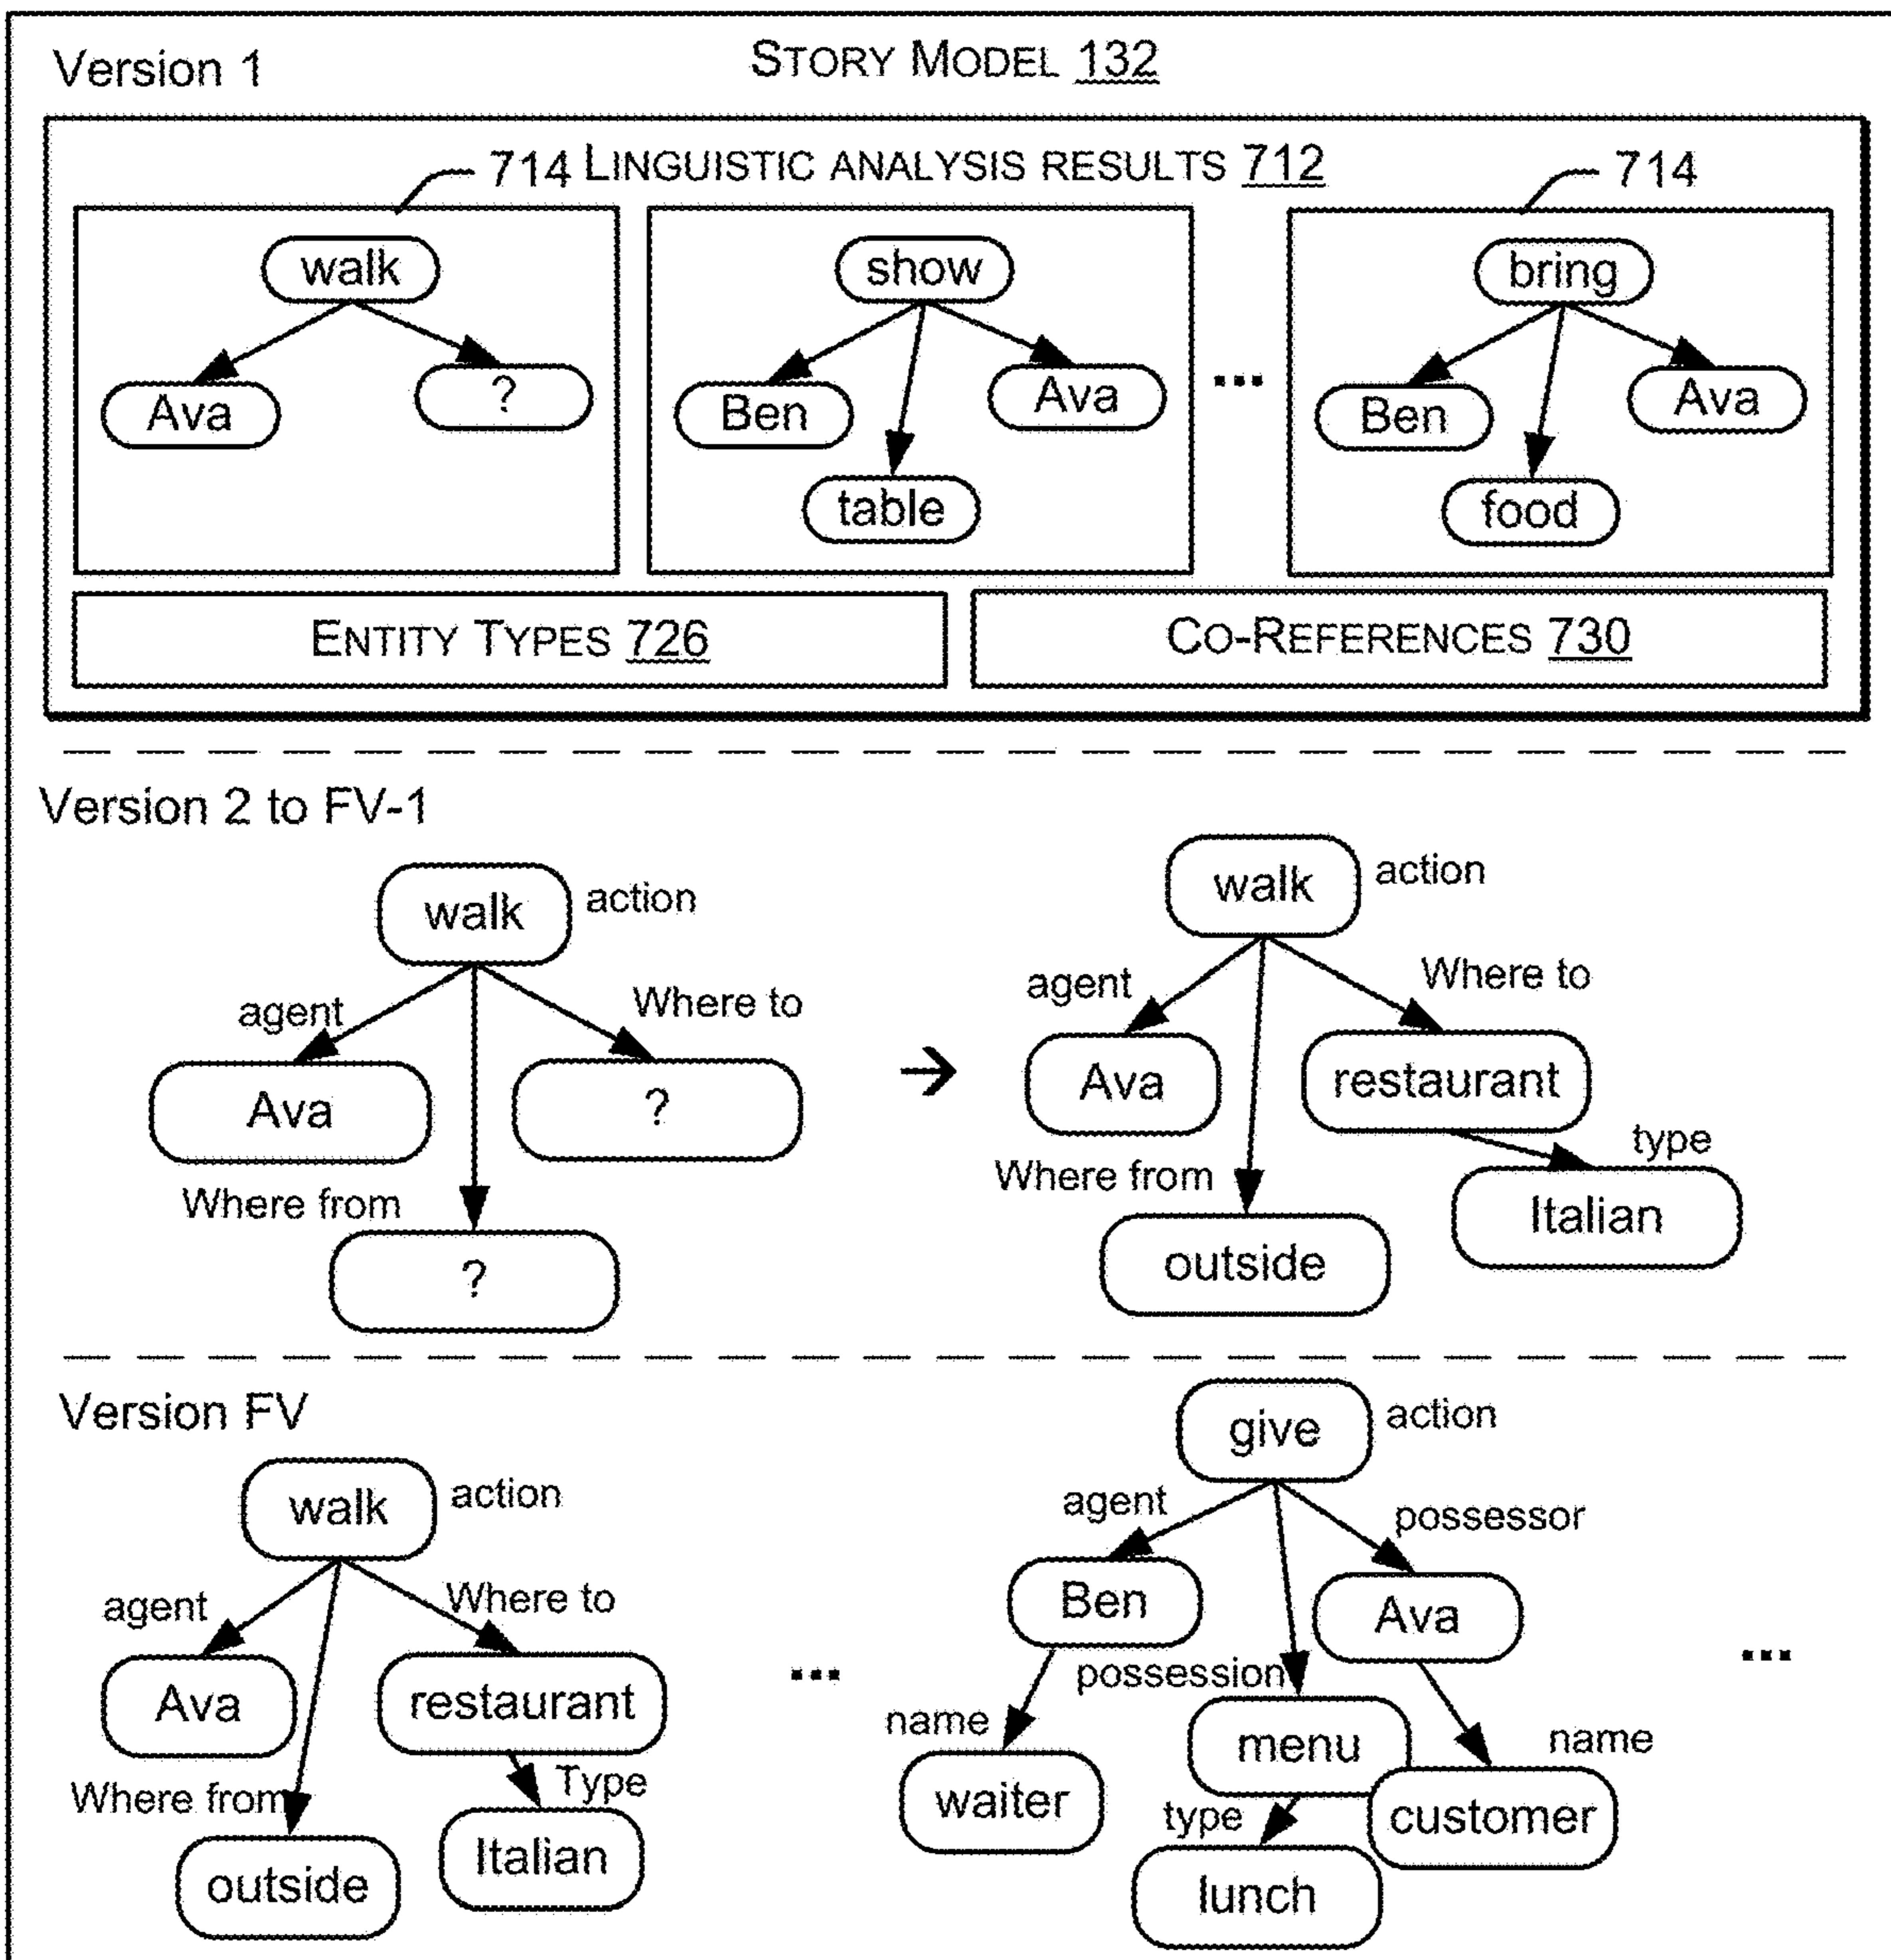 Version 1
STORY MODEL 132
714 LINGUISTIC ANALYSIS RESULTS 712
714
walk
Ava
?
show
Ben
Ava
table
...
bring
Ben
Ava
food
ENTITY TYPES 726
CO-REFERENCES 730
Version 2 to FV-1
walk
action
agent
Where to
Ava
?
Where from
?
→
walk
action
agent
Where to
Ava
restaurant
type
Where from
Italian
outside
Version FV
walk
action
agent
Where to
Ava
restaurant
Where from
Type
Italian
outside
...
give
action
agent
possessor
Ben
Ava
possession
name
menu
name
waiter
type
customer
lunch
...